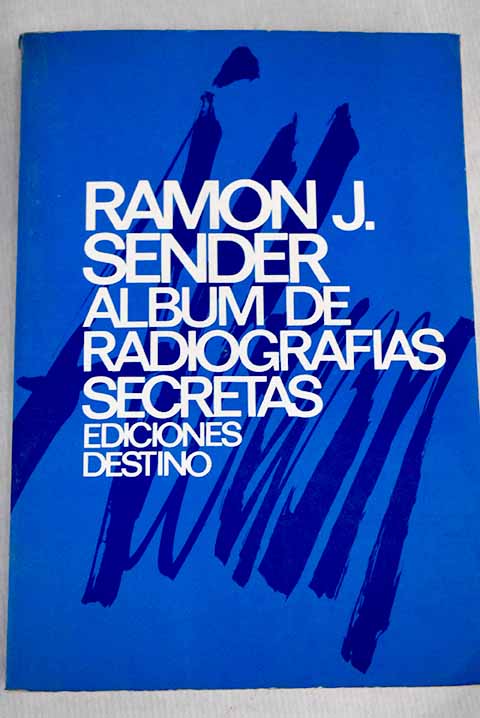 RAMON J.
SENDER
ALBUM DE
RADIOGRAFIAS
SECRETAS
EDICIONES
DESTINO